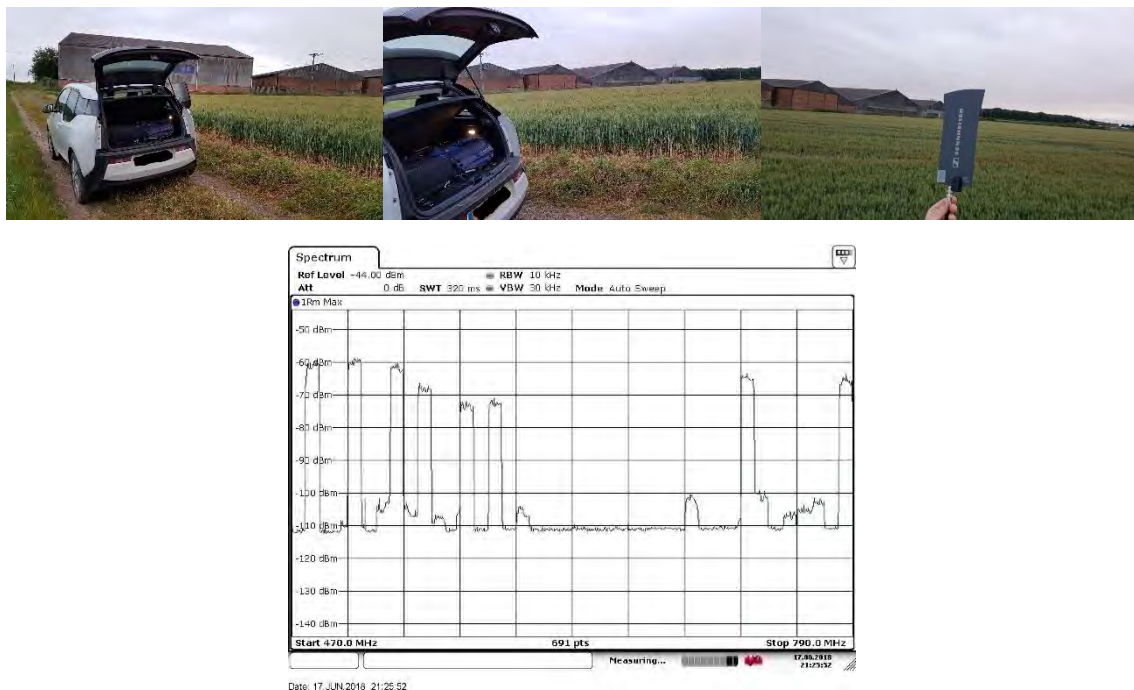 SENNHEISER
Spectrum
Ref Level -44.00 dBm RBW 10 kHz
Att 0 dB SWT 320 ms VBW 30 kHz Mode Auto Sweep
1Rm Max
-50 dBm
-60 dBm
-70 dBm
-80 dBm
-90 dBm
-100 dBm
-110 dBm
-120 dBm
-130 dBm
-140 dBm
Start 470.0 MHz 691 pts Stop 790.0 MHz
Measuring... 17.06.2018
21:25:52
Date: 17.JUN.2018 21:25:52